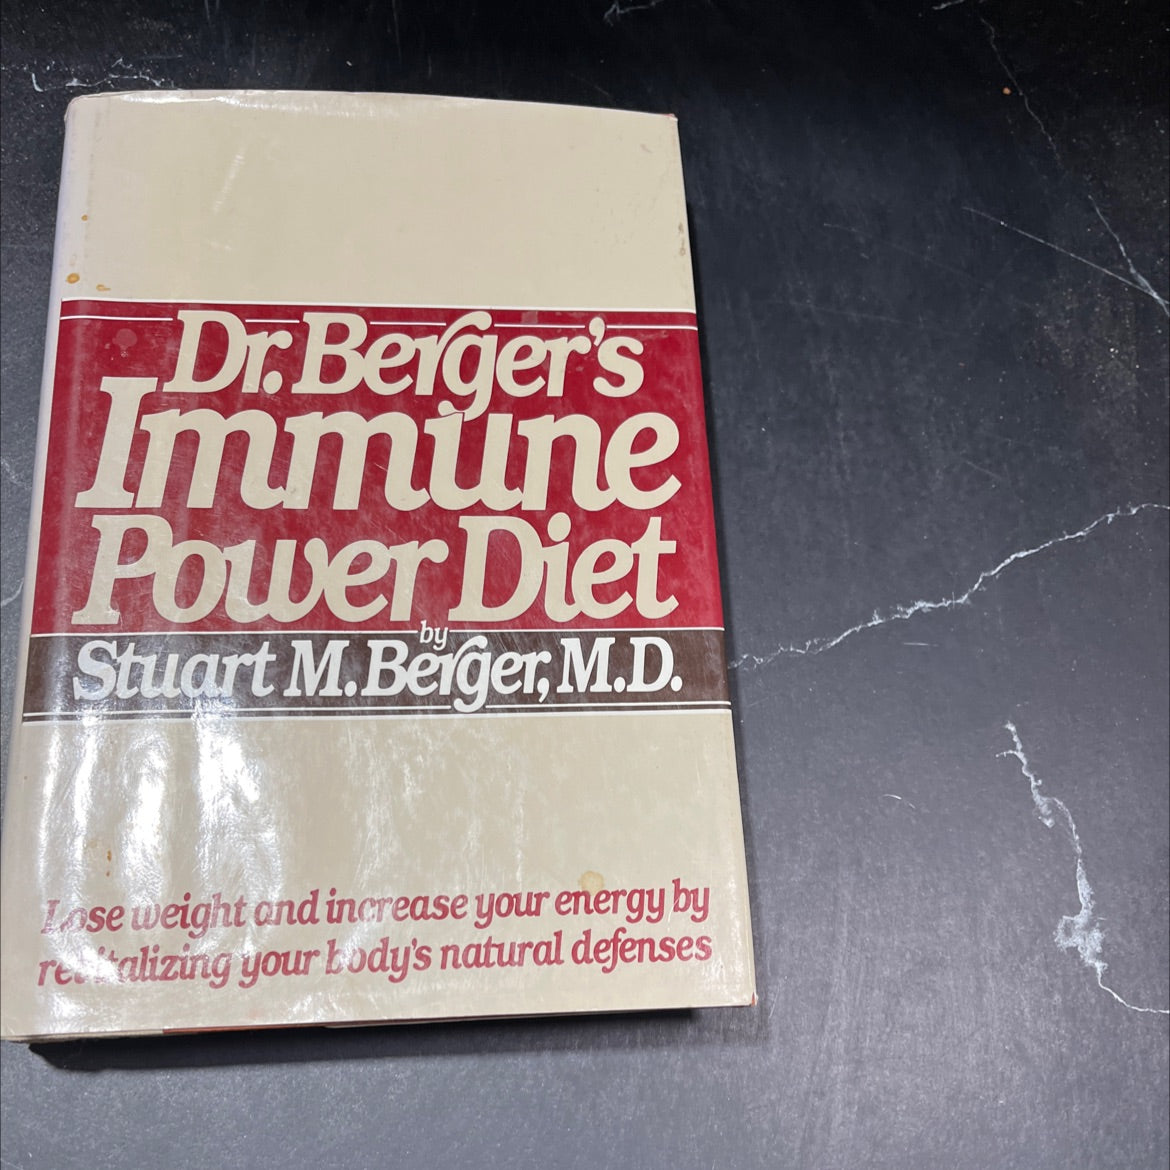 Dr. Berger's
Immune
Power Diet
by
Stuart M. Berger, M.D.
Lose weight and increase your energy by
revitalizing your body's natural defenses